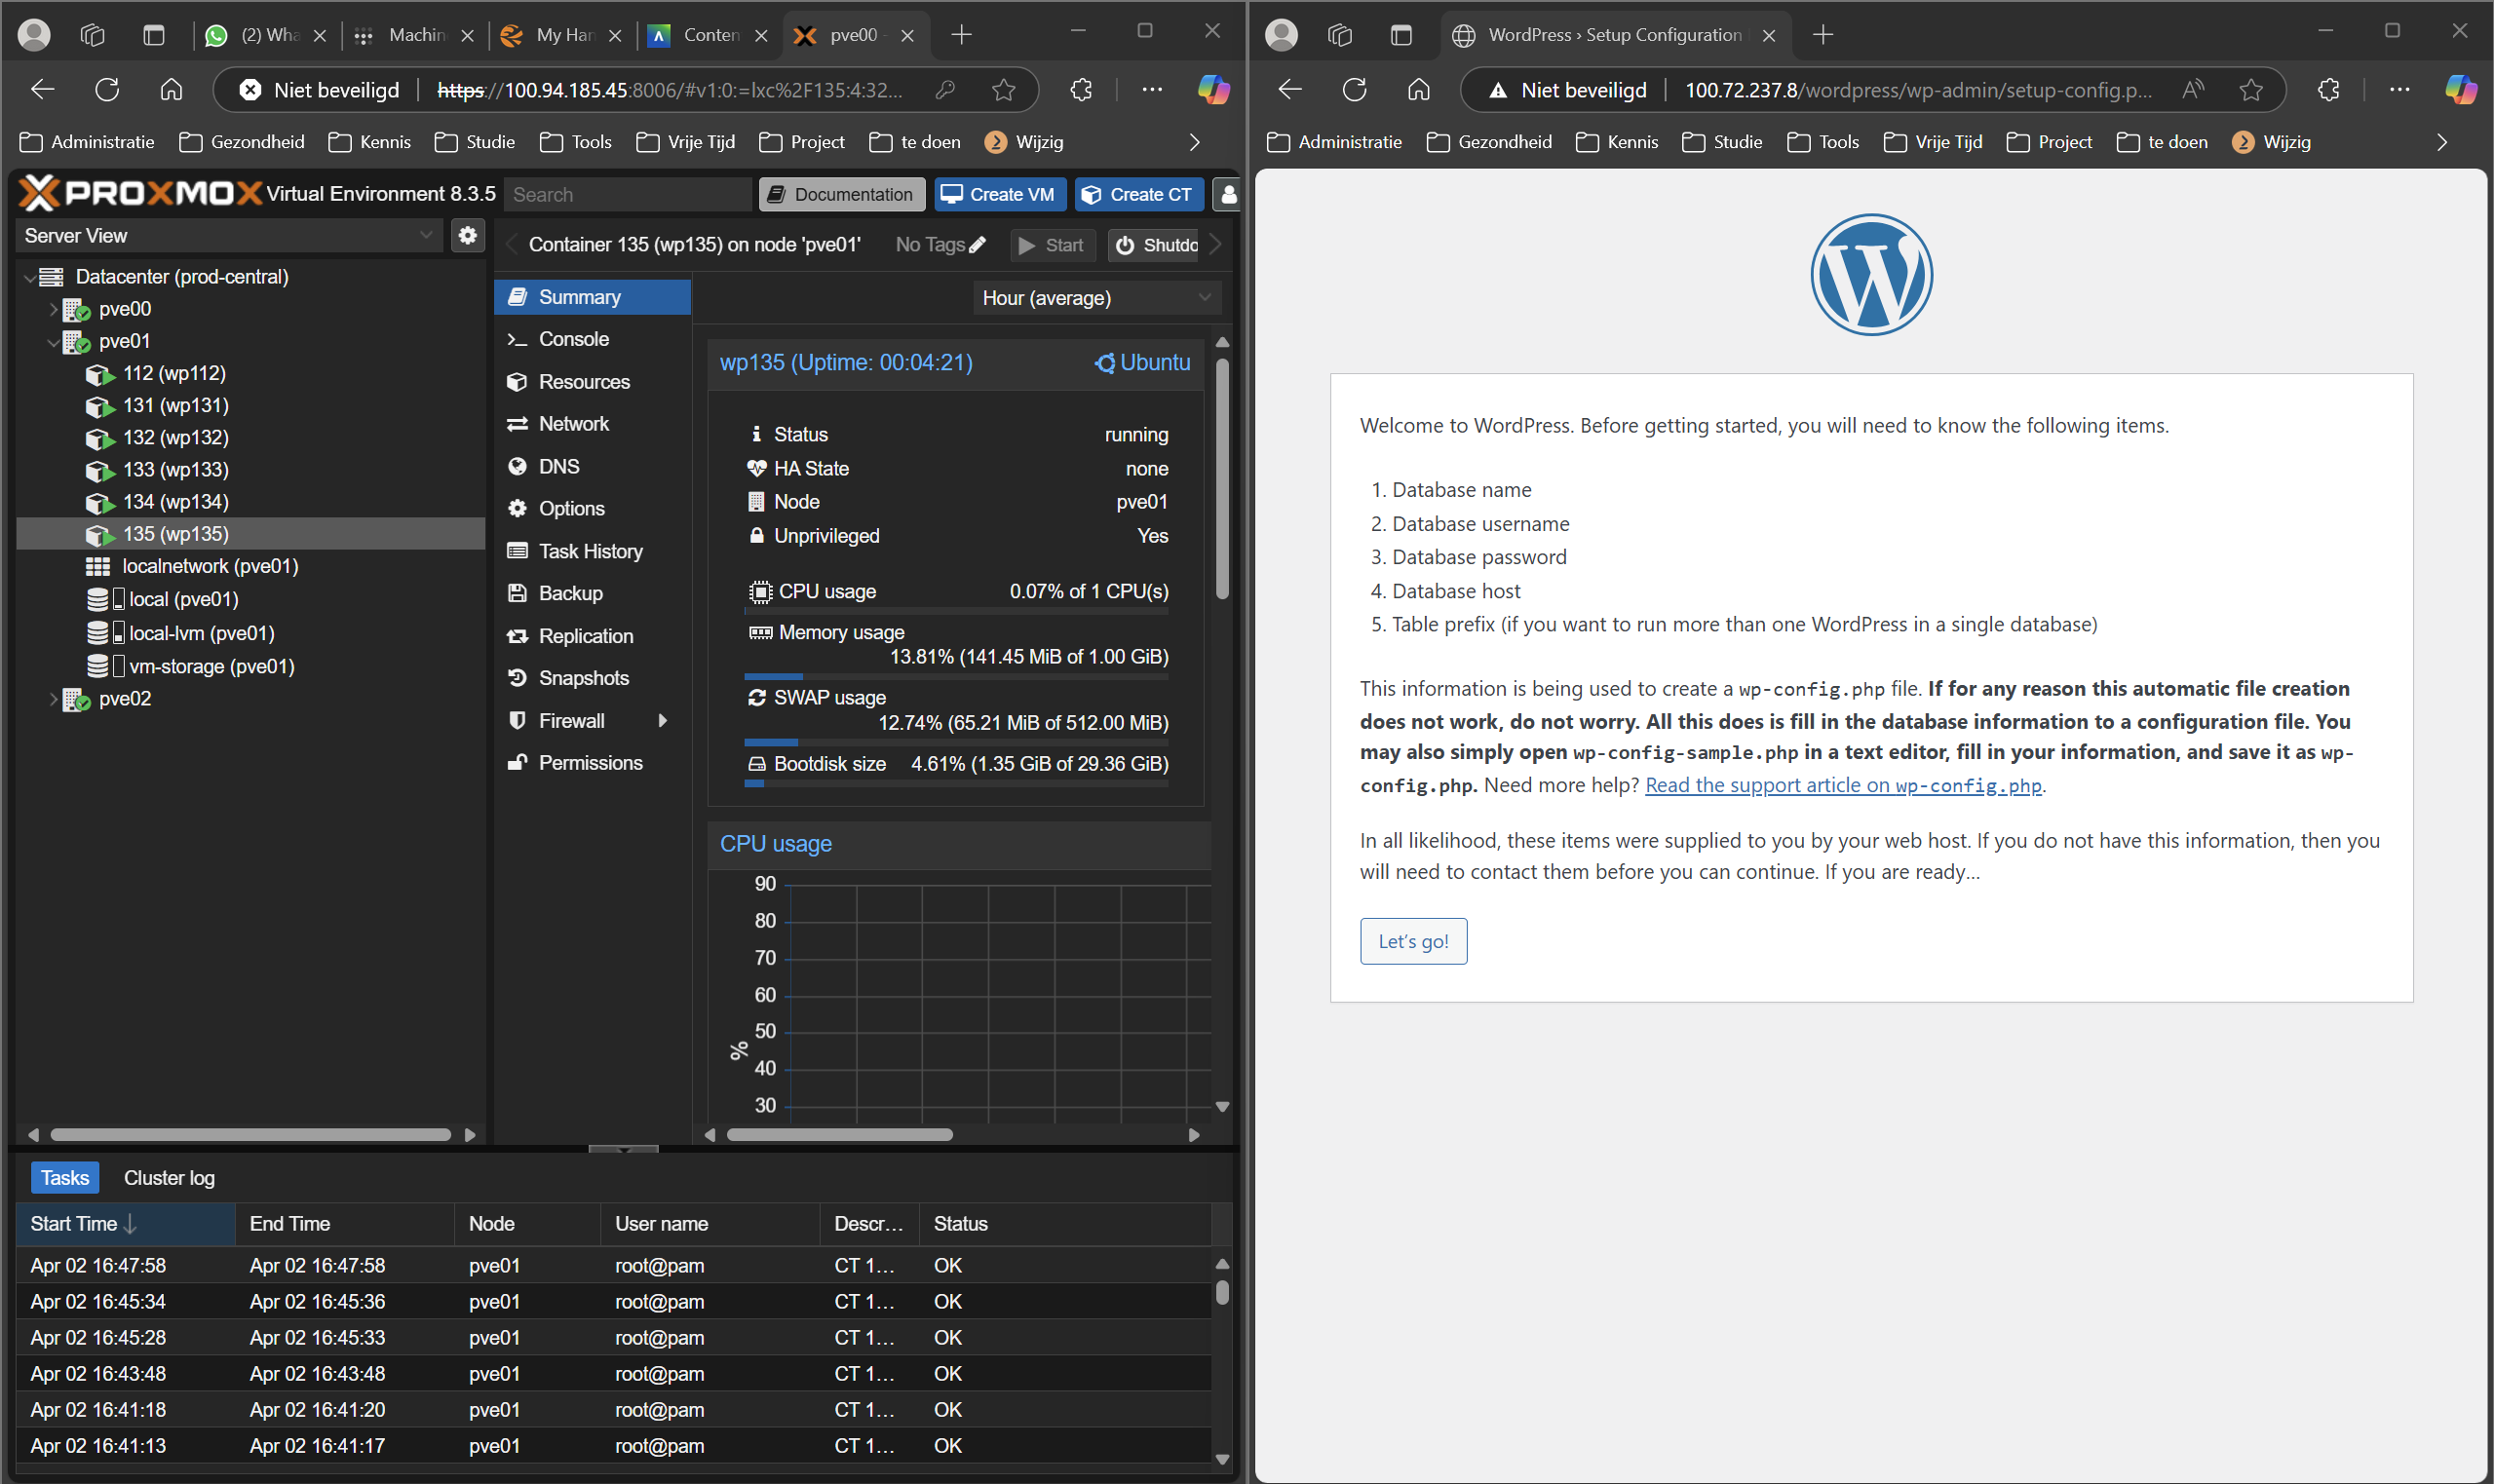 (2) Wha
Machin
My Har
Conten
pve00 -
Niet beveiligd
https://100.94.185.45:8006/#v1:0:=lxc%2F135:4:32...
Administratie
Gezondheid
Kennis
Studie
Tools
Vrije Tijd
Project
te doen
Wijzig
PROXMOX Virtual Environment 8.3.5
Search
Documentation
Create VM
Create CT
Server View
Datacenter (prod-central)
pve00
pve01
112 (wp112)
131 (wp131)
132 (wp132)
133 (wp133)
134 (wp134)
135 (wp135)
localnetwork (pve01)
local (pve01)
local-lvm (pve01)
vm-storage (pve01)
pve02
Container 135 (wp135) on node 'pve01'
No Tags
Start
Shutdo
Summary
Console
Resources
Network
DNS
Options
Task History
Backup
Replication
Snapshots
Firewall
Permissions
Hour (average)
wp135 (Uptime: 00:04:21)
Ubuntu
Status running
HA State none
Node pve01
Unprivileged Yes
CPU usage 0.07% of 1 CPU(s)
Memory usage
13.81% (141.45 MiB of 1.00 GiB)
SWAP usage
12.74% (65.21 MiB of 512.00 MiB)
Bootdisk size 4.61% (1.35 GiB of 29.36 GiB)
CPU usage
90
80
70
60
50
40
30
%
Tasks
Cluster log
Start Time End Time Node User name Descr... Status
Apr 02 16:47:58 Apr 02 16:47:58 pve01 root@pam CT 1... OK
Apr 02 16:45:34 Apr 02 16:45:36 pve01 root@pam CT 1... OK
Apr 02 16:45:28 Apr 02 16:45:33 pve01 root@pam CT 1... OK
Apr 02 16:43:48 Apr 02 16:43:48 pve01 root@pam CT 1... OK
Apr 02 16:41:18 Apr 02 16:41:20 pve01 root@pam CT 1... OK
Apr 02 16:41:13 Apr 02 16:41:17 pve01 root@pam CT 1... OK
WordPress › Setup Configuration
Niet beveiligd
100.72.237.8/wordpress/wp-admin/setup-config.p...
Administratie
Gezondheid
Kennis
Studie
Tools
Vrije Tijd
Project
te doen
Wijzig
Welcome to WordPress. Before getting started, you will need to know the following items.
1. Database name
2. Database username
3. Database password
4. Database host
5. Table prefix (if you want to run more than one WordPress in a single database)
This information is being used to create a wp-config.php file. If for any reason this automatic file creation
does not work, do not worry. All this does is fill in the database information to a configuration file. You
may also simply open wp-config-sample.php in a text editor, fill in your information, and save it as wp-
config.php. Need more help? Read the support article on wp-config.php.
In all likelihood, these items were supplied to you by your web host. If you do not have this information, then you
will need to contact them before you can continue. If you are ready…
Let’s go!